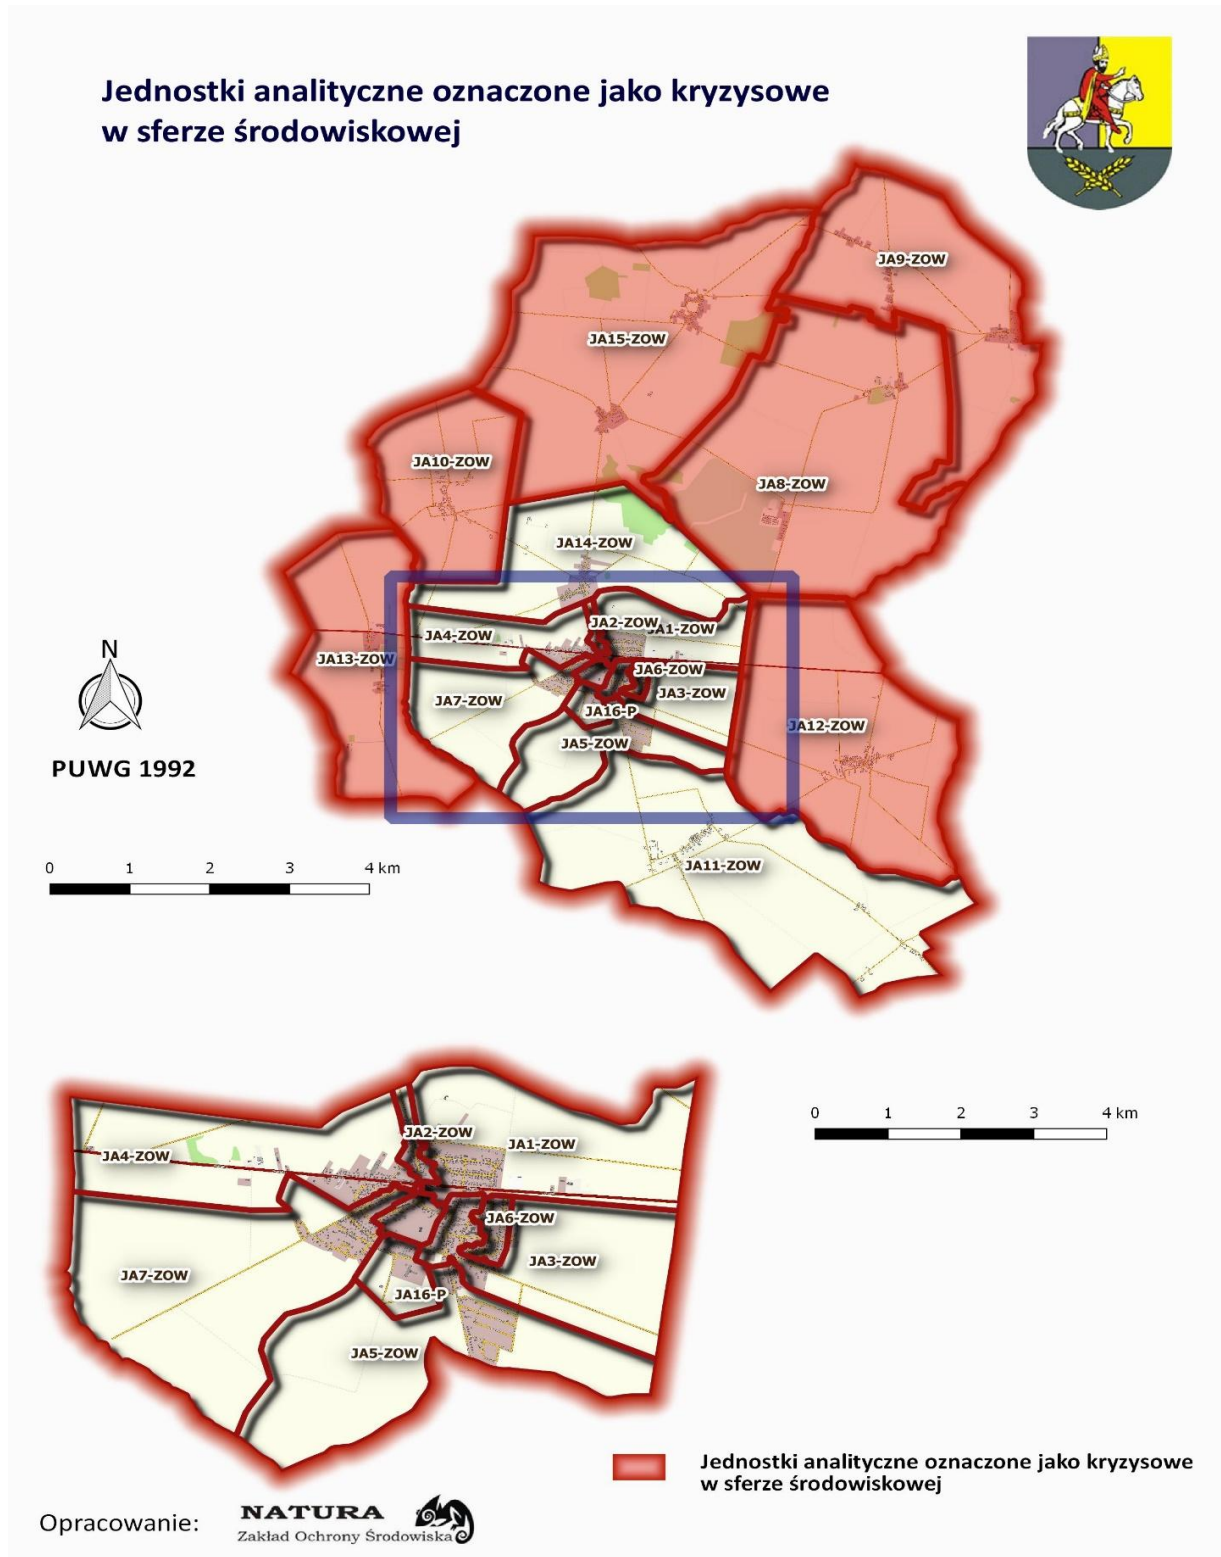 Jednostki analityczne oznaczone jako kryzysowe
w sferze środowiskowej
JA9-ZOW
JA15-ZOW
JA10-ZOW
JA8-ZOW
JA14-ZOW
JA2-ZOW
JA1-ZOW
JA4-ZOW
JA13-ZOW
JA6-ZOW
JA3-ZOW
JA7-ZOW
JA16-P
JA12-ZOW
JA5-ZOW
JA11-ZOW
N
PUWG 1992
0 1 2 3 4 km
JA2-ZOW
JA1-ZOW
JA4-ZOW
JA6-ZOW
JA3-ZOW
JA7-ZOW
JA16-P
JA5-ZOW
0 1 2 3 4 km
Jednostki analityczne oznaczone jako kryzysowe
w sferze środowiskowej
Opracowanie:
NATURA
Zakład Ochrony Środowiska